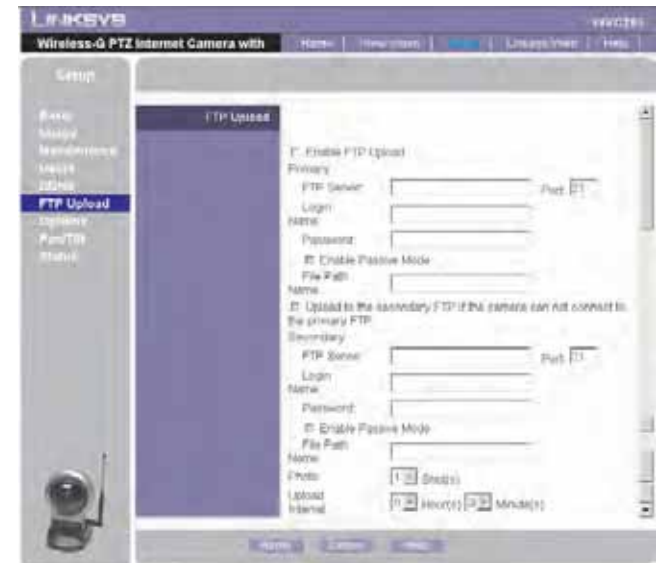 LINKSYS
WVC200
Wireless-G PTZ Internet Camera with
Home | View Video | Setup | Linksys Web | Help
Setup
Basic
Image
Maintenance
Users
DDNS
FTP Upload
Options
Pan/Tilt
Status
FTP Upload
Enable FTP Upload
Primary
FTP Server:
Port: 21
Login
Name:
Password:
Enable Passive Mode
File Path
Name:
Upload to the secondary FTP if the camera can not connect to
the primary FTP
Secondary
FTP Server:
Port: 21
Login
Name:
Password:
Enable Passive Mode
File Path
Name:
Photo: 1 Shot(s)
Upload
Interval: 0 Hour(s) Minute(s)
Help